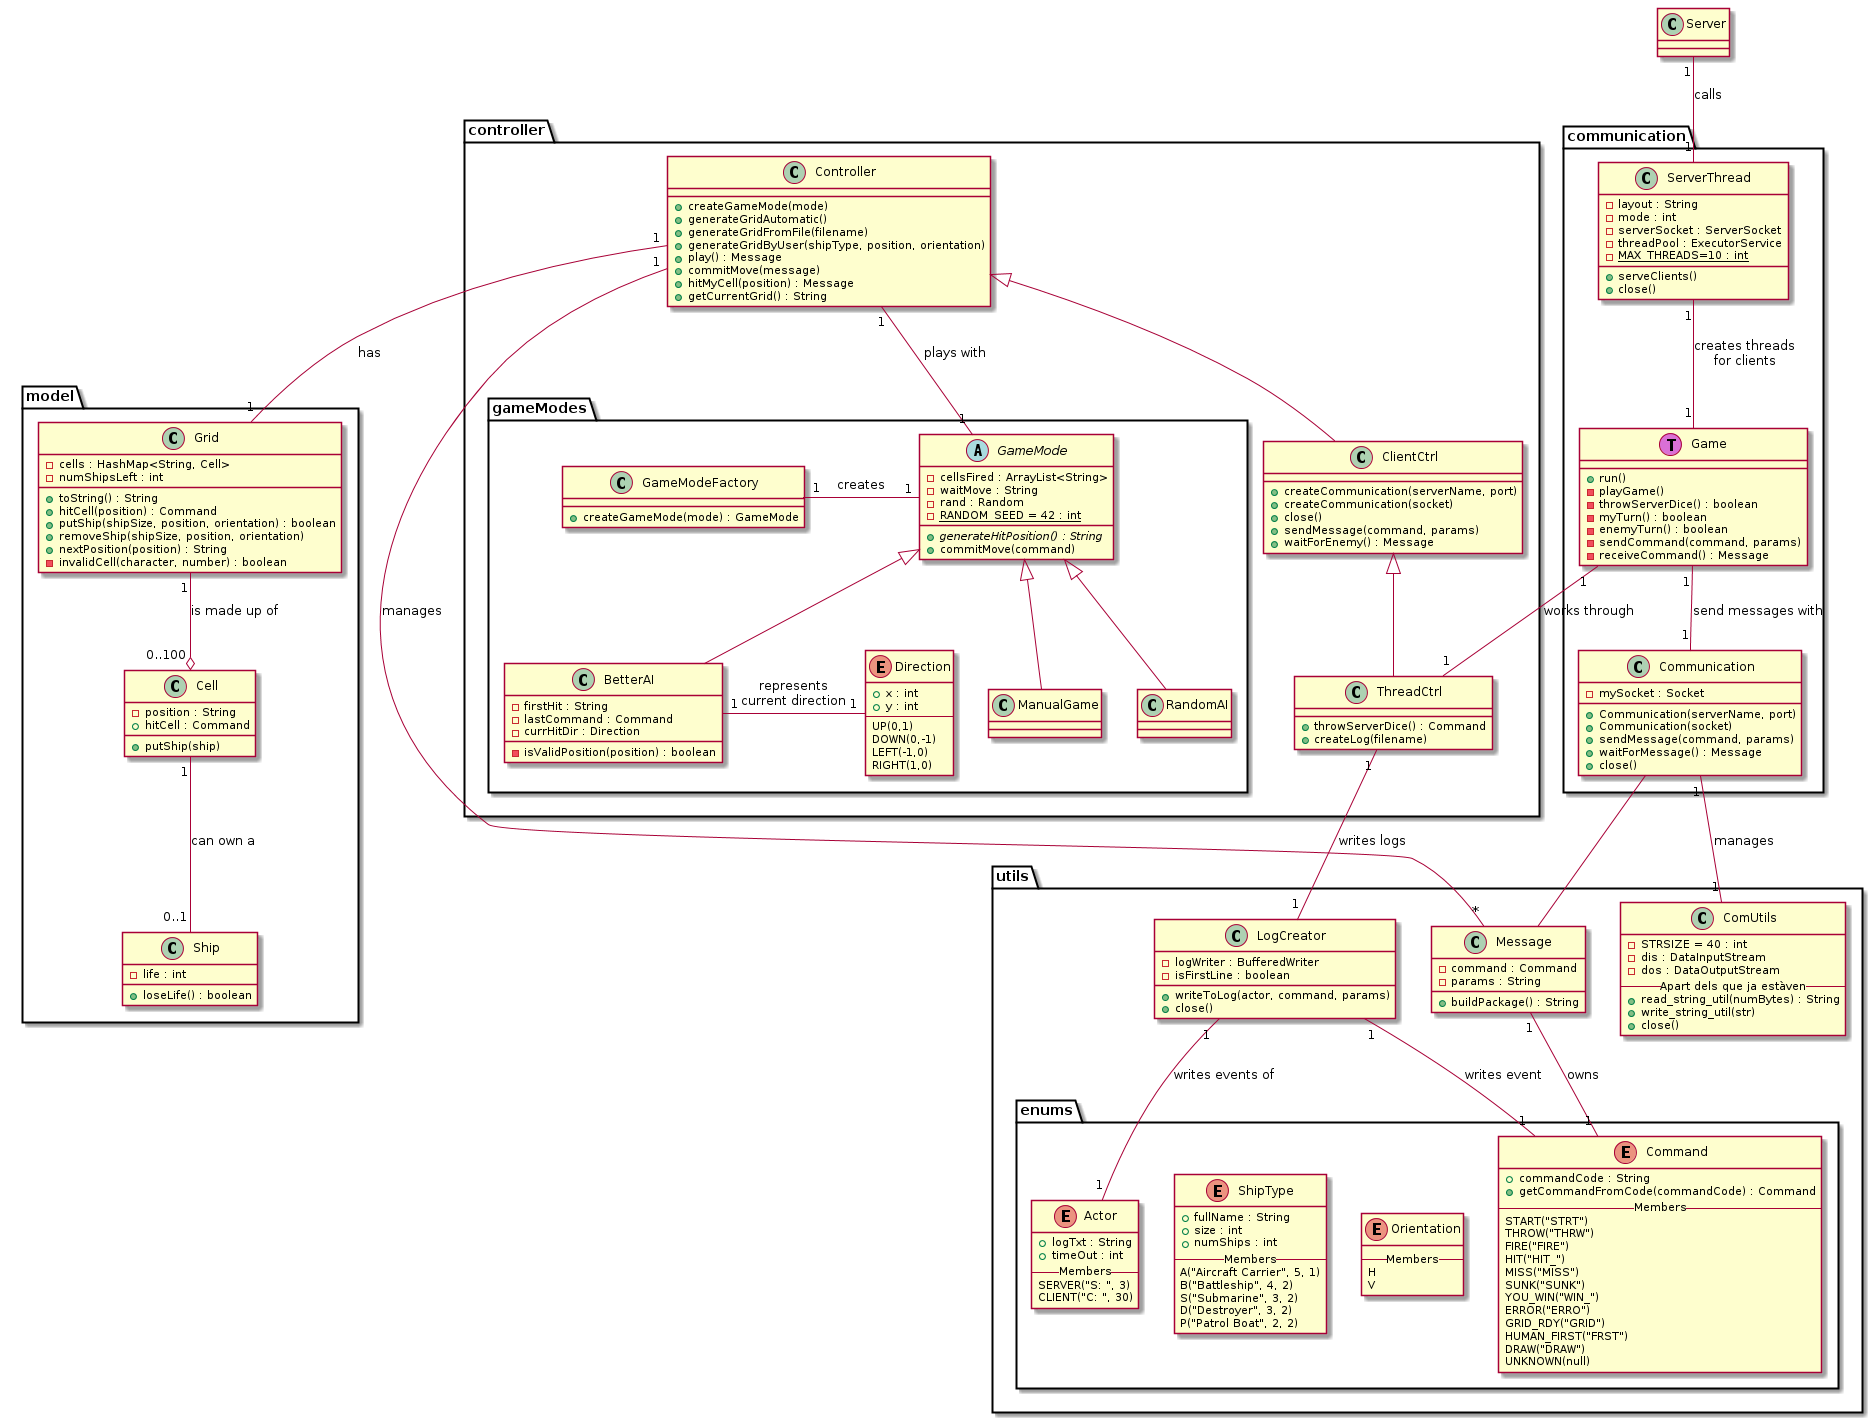 C Server
1
calls
1
communication
C ServerThread
layout : String
mode : int
serverSocket : ServerSocket
threadPool : ExecutorService
MAX_THREADS=10 : int
serveClients()
close()
1
creates threads
for clients
1
T Game
run()
playGame()
throwServerDice() : boolean
myTurn() : boolean
enemyTurn() : boolean
sendCommand(command, params)
receiveCommand() : Message
1
works through
1
1
send messages with
1
C Communication
mySocket : Socket
Communication(serverName, port)
Communication(socket)
sendMessage(command, params)
waitForMessage() : Message
close()
1
manages
1
controller
C Controller
createGameMode(mode)
generateGridAutomatic()
generateGridFromFile(filename)
generateGridByUser(shipType, position, orientation)
play() : Message
commitMove(message)
hitMyCell(position) : Message
getCurrentGrid() : String
1
has
1
1
manages
*
1
plays with
1
gameModes
C GameModeFactory
createGameMode(mode) : GameMode
1
creates
1
A GameMode
cellsFired : ArrayList<String>
waitMove : String
rand : Random
RANDOM_SEED = 42 : int
generateHitPosition() : String
commitMove(command)
C BetterAI
firstHit : String
lastCommand : Command
currHitDir : Direction
isValidPosition(position) : boolean
1
represents
current direction
1
E Direction
x : int
y : int
UP(0,1)
DOWN(0,-1)
LEFT(-1,0)
RIGHT(1,0)
C ManualGame
C RandomAI
C ClientCtrl
createCommunication(serverName, port)
createCommunication(socket)
close()
sendMessage(command, params)
waitForEnemy() : Message
C ThreadCtrl
throwServerDice() : Command
createLog(filename)
1
writes logs
1
model
C Grid
cells : HashMap<String, Cell>
numShipsLeft : int
toString() : String
hitCell(position) : Command
putShip(shipSize, position, orientation) : boolean
removeShip(shipSize, position, orientation)
nextPosition(position) : String
invalidCell(character, number) : boolean
1
is made up of
0..100
C Cell
position : String
hitCell : Command
putShip(ship)
1
can own a
0..1
C Ship
life : int
loseLife() : boolean
utils
C LogCreator
logWriter : BufferedWriter
isFirstLine : boolean
writeToLog(actor, command, params)
close()
1
writes events of
1
1
writes event
1
C Message
command : Command
params : String
buildPackage() : String
1
owns
1
C ComUtils
STRSIZE = 40 : int
dis : DataInputStream
dos : DataOutputStream
Apart dels que ja estàven
read_string_util(numBytes) : String
write_string_util(str)
close()
enums
E Actor
logTxt : String
timeOut : int
Members
SERVER("S: ", 3)
CLIENT("C: ", 30)
E ShipType
fullName : String
size : int
numShips : int
Members
A("Aircraft Carrier", 5, 1)
B("Battleship", 4, 2)
S("Submarine", 3, 2)
D("Destroyer", 3, 2)
P("Patrol Boat", 2, 2)
E Orientation
Members
H
V
E Command
commandCode : String
getCommandFromCode(commandCode) : Command
Members
START("STRT")
THROW("THRW")
FIRE("FIRE")
HIT("HIT_")
MISS("MISS")
SUNK("SUNK")
YOU_WIN("WIN_")
ERROR("ERRO")
GRID_RDY("GRID")
HUMAN_FIRST("FRST")
DRAW("DRAW")
UNKNOWN(null)